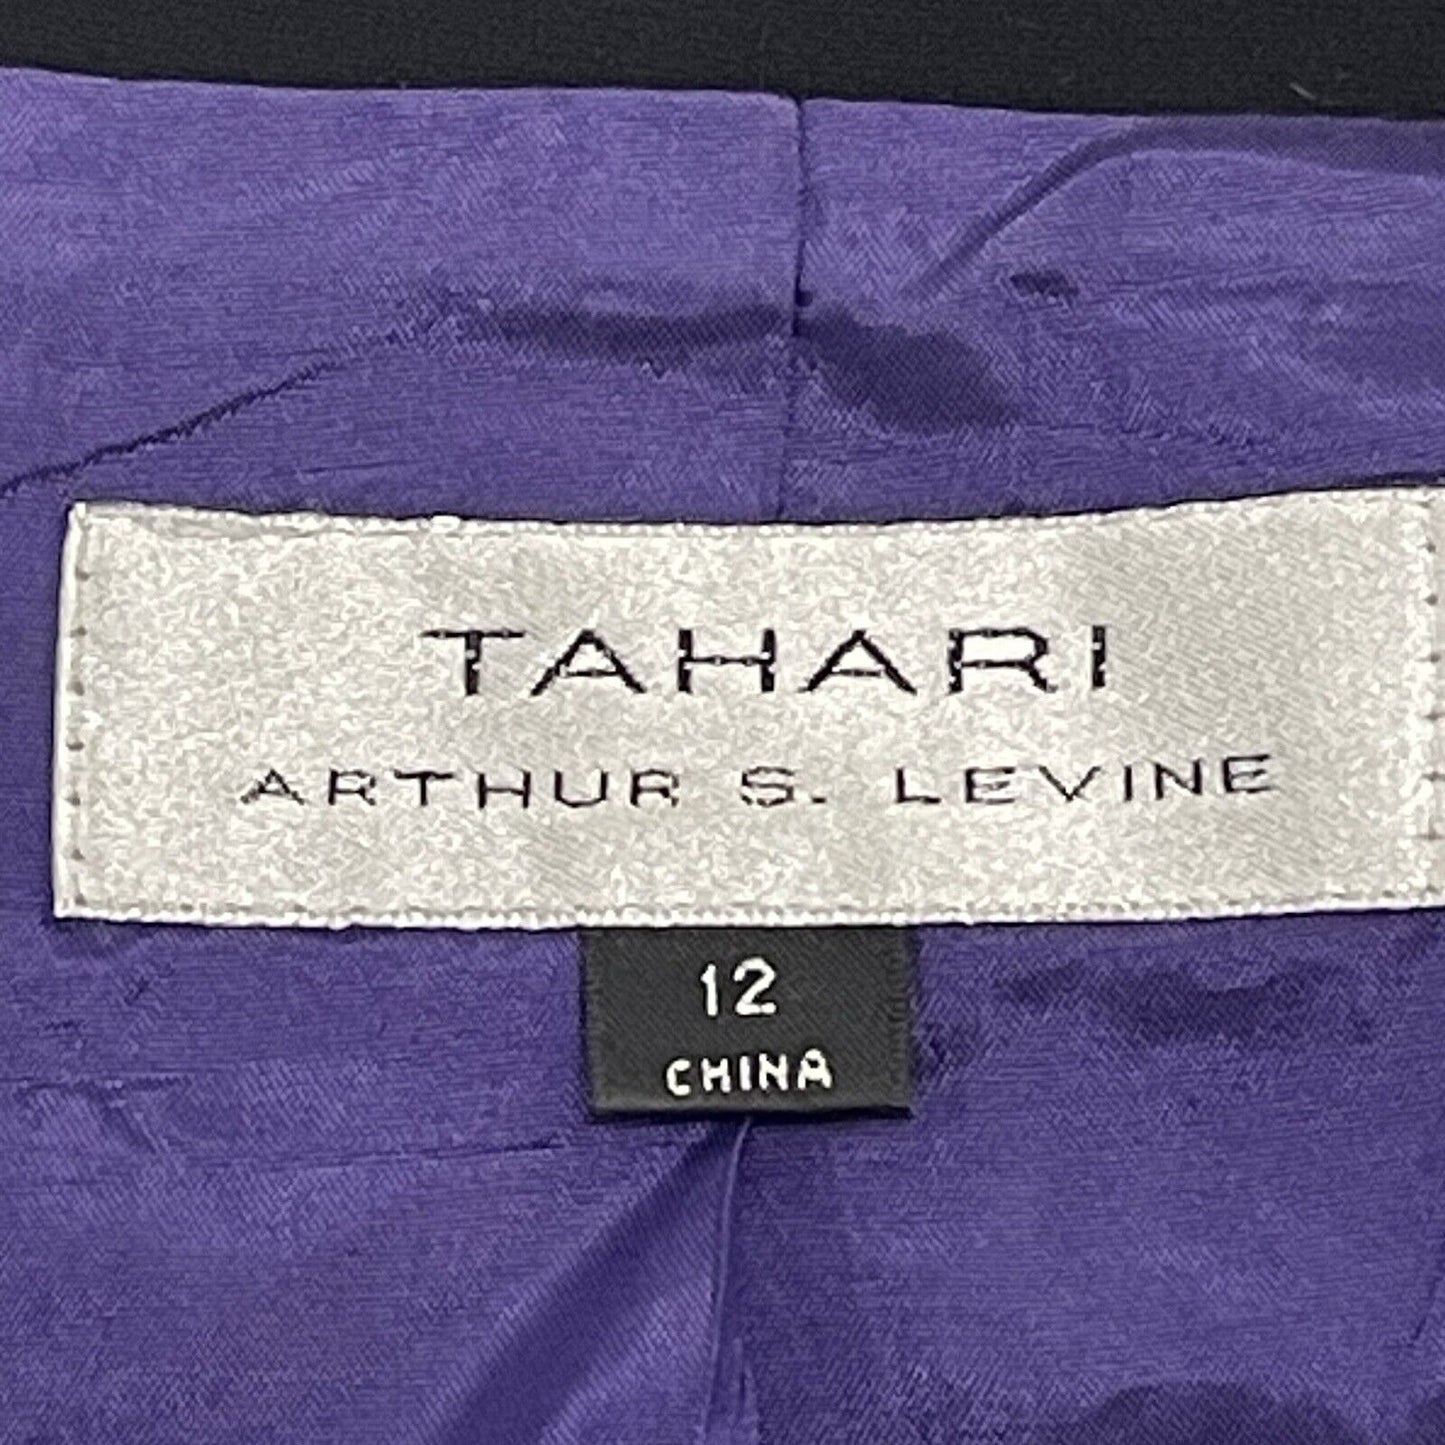 TAHARI
ARTHUR S. LEVINE
12
CHINA